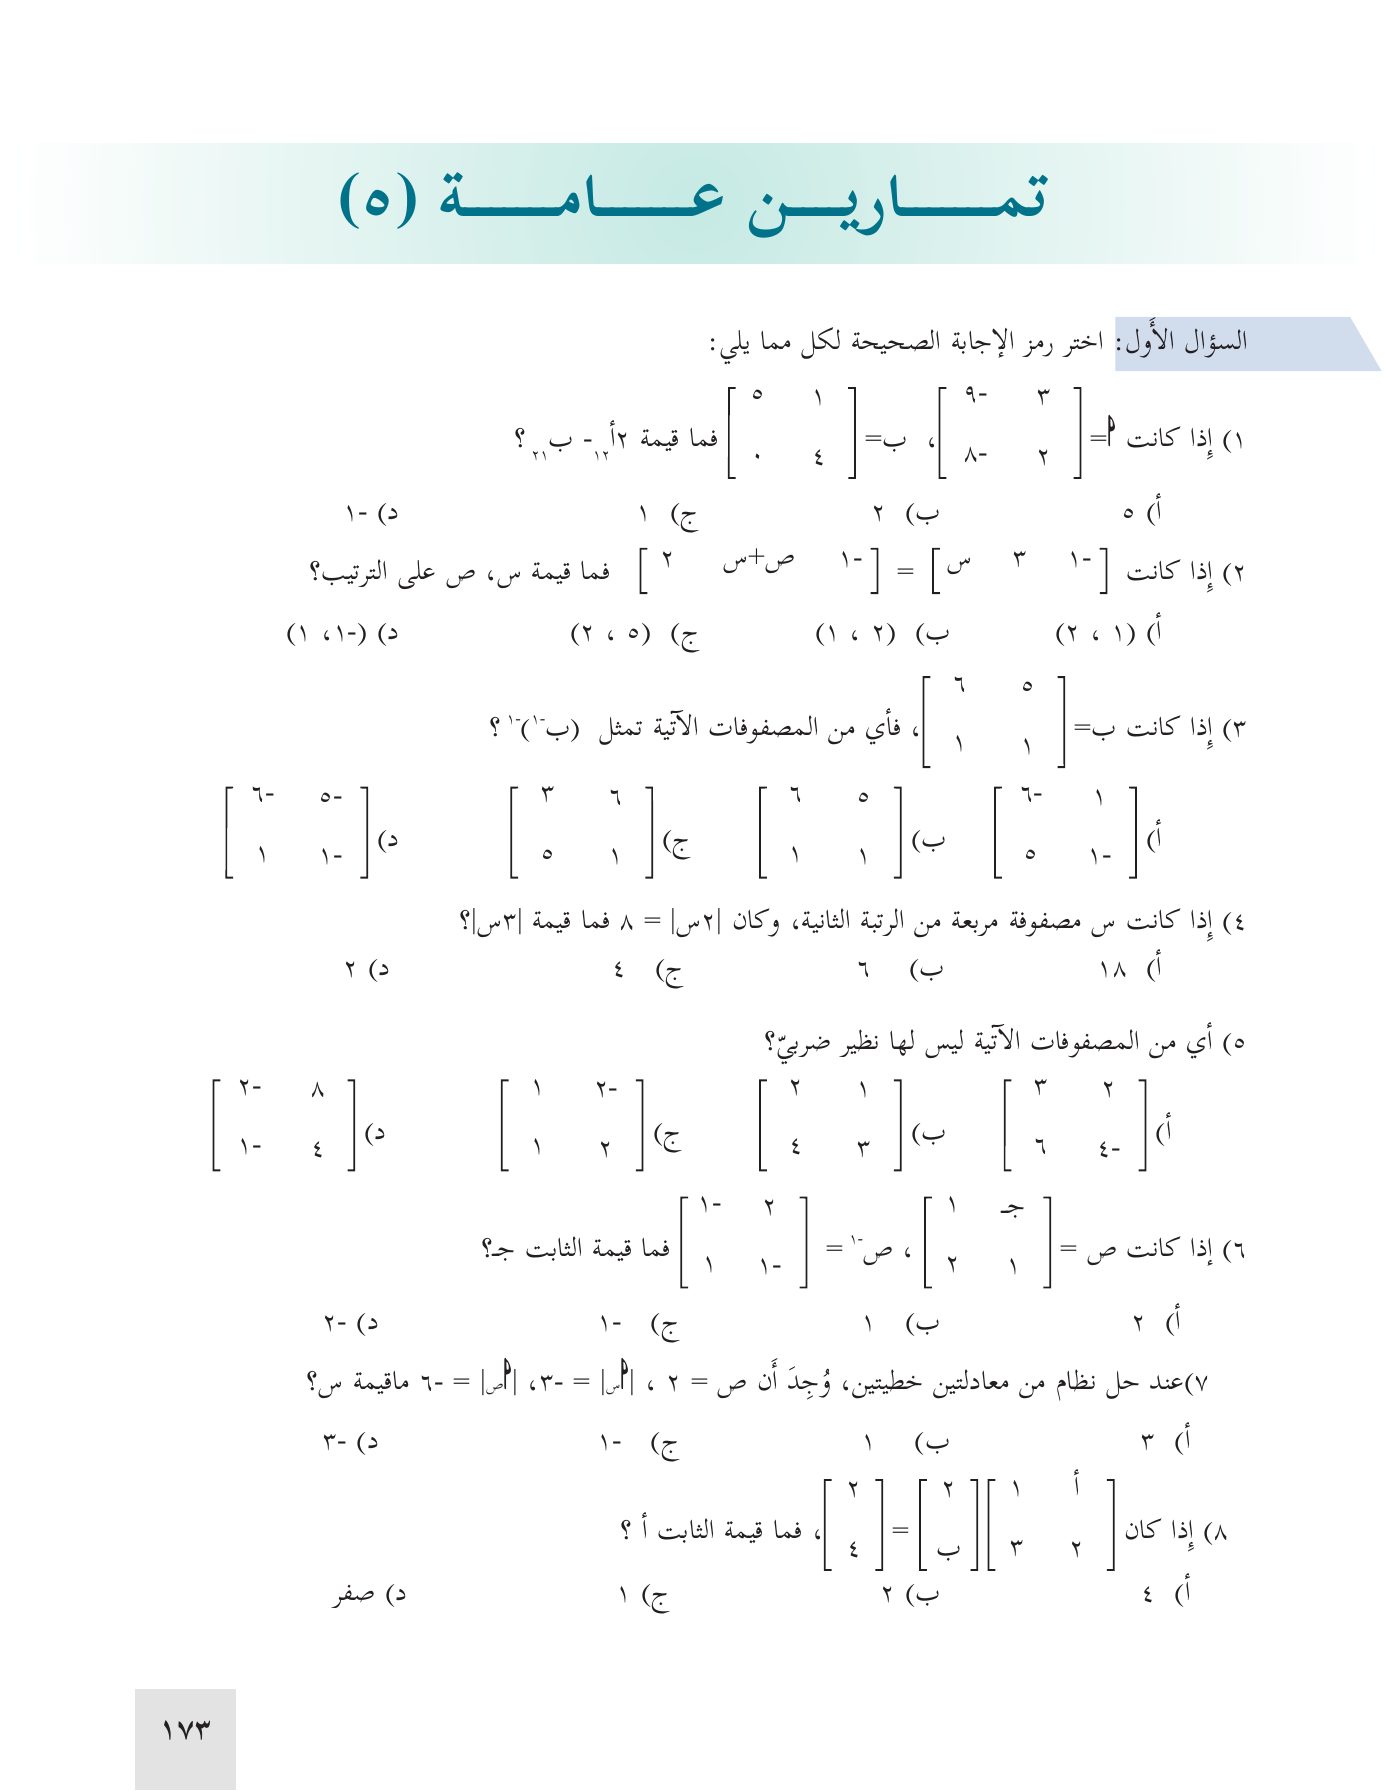 تمـــارين عـــامـــة (٥)
السؤال الأَول: اختر رمز الإجابة الصحيحة لكل مما يلي:
٣ -٩ ١ ٥
١) إِذا كانت أ= [ ]، ب= [ ] فما قيمة ٢أ١٢- ب٢١ ؟
٢ -٨ ٤ ٠
أ) ٥ ب) ٢ ج) ١ د) -١
٢) إِذا كانت [-١ ٣ س] = [-١ ص+س ٢] فما قيمة س، ص على الترتيب؟
أ) (١ ، ٢) ب) (٢ ، ١) ج) (٥ ، ٢) د) (-١، ١)
٥ ٦
٣) إِذا كانت ب= [ ]، فأي من المصفوفات الآتية تمثل (ب-١)-١ ؟
١ ١
١ -٦ ٥ ٦ ٦ ٣ -٥ -٦
أ) ب) ج) د)
-١ ٥ ١ ١ ١ ٥ -١ ١
٤) إِذا كانت س مصفوفة مربعة من الرتبة الثانية، وكان |٢س| = ٨ فما قيمة |٣س|؟
أ) ١٨ ب) ٦ ج) ٤ د) ٢
٥) أي من المصفوفات الآتية ليس لها نظير ضربيّ؟
٢ ٣ ١ ٢ -٢ ١ ٨ -٢
أ) ب) ج) د)
-٤ ٦ ٣ ٤ ٢ ١ ٤ -١
جـ ١ ٢ -١
٦) إذا كانت ص = [ ] ، ص-١ = [ ] فما قيمة الثابت جـ؟
١ ٢ -١ ١
أ) ٢ ب) ١ ج) -١ د) -٢
٧)عند حل نظام من معادلتين خطيتين، وُجِدَ أَن ص = ٢ ، |أس| = -٣، |أص| = -٦ ماقيمة س؟
أ) ٣ ب) ١ ج) -١ د) -٣
أ ١ ٢ ٢
٨) إِذا كان [ ][ ] = [ ]، فما قيمة الثابت أ ؟
٢ ٣ ب ٤
أ) ٤ ب) ٢ ج) ١ د) صفر
١٧٣